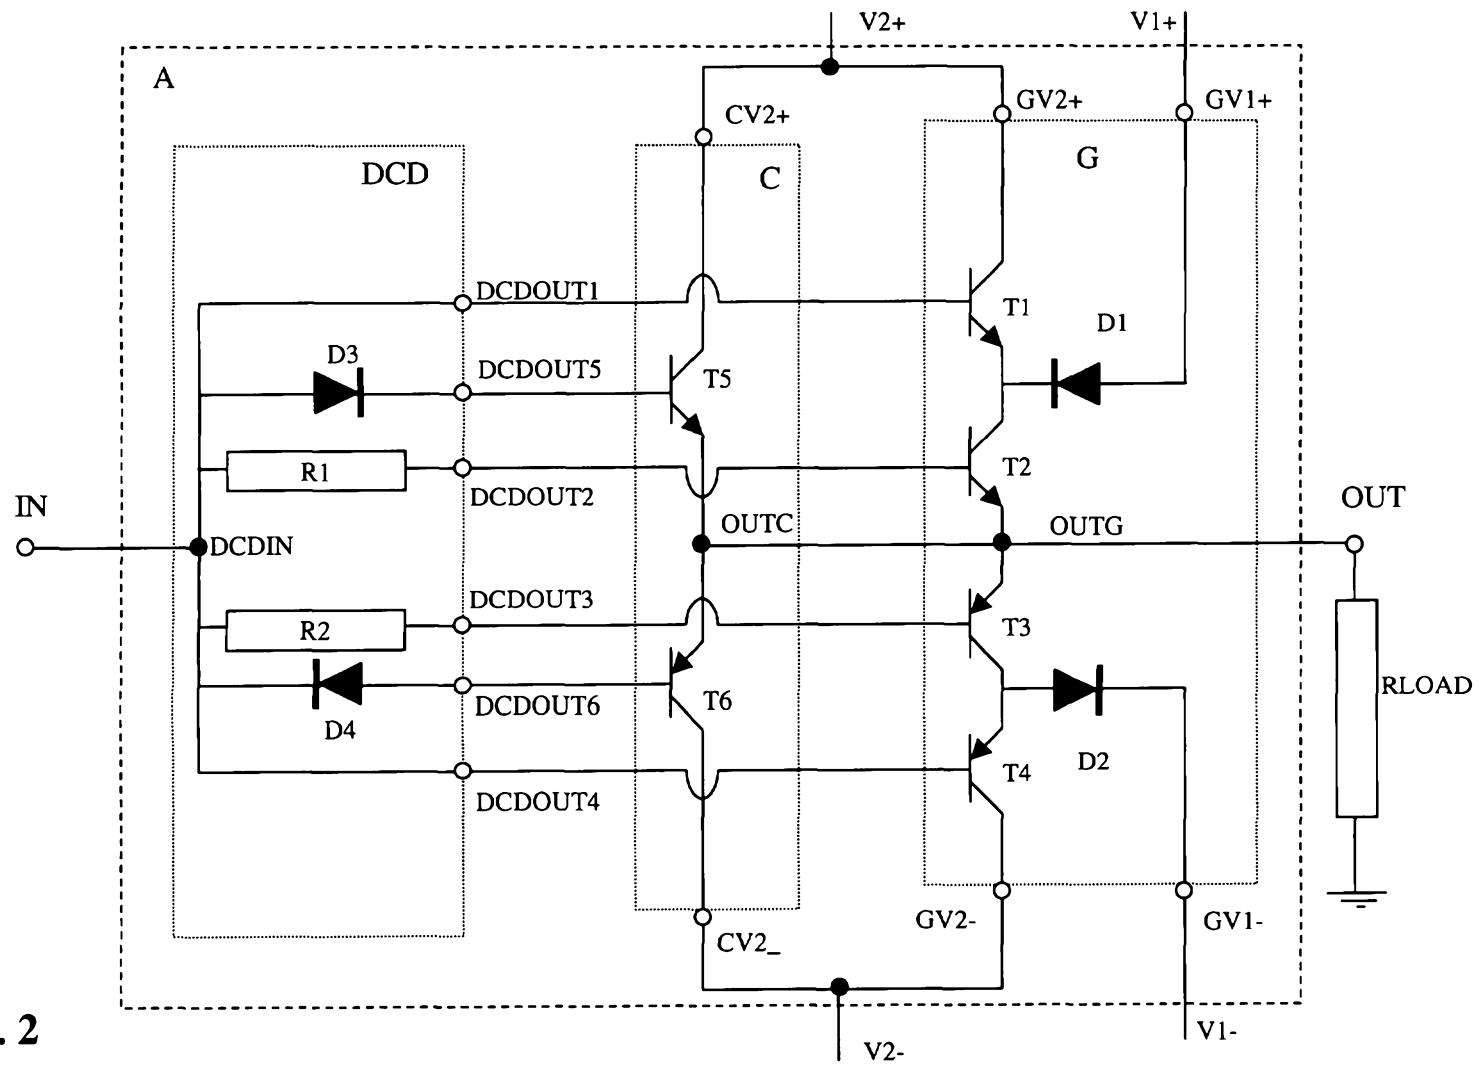 V2+
V1+
A
GV2+
GV1+
CV2+
DCD
C
G
DCDOUT1
T1
D1
D3
DCDOUT5
T5
R1
T2
DCDOUT2
IN
OUT
OUTC
OUTG
DCDIN
DCDOUT3
R2
T3
RLOAD
DCDOUT6
T6
D4
T4
D2
DCDOUT4
GV2-
GV1-
CV2_
. 2
V1-
V2-